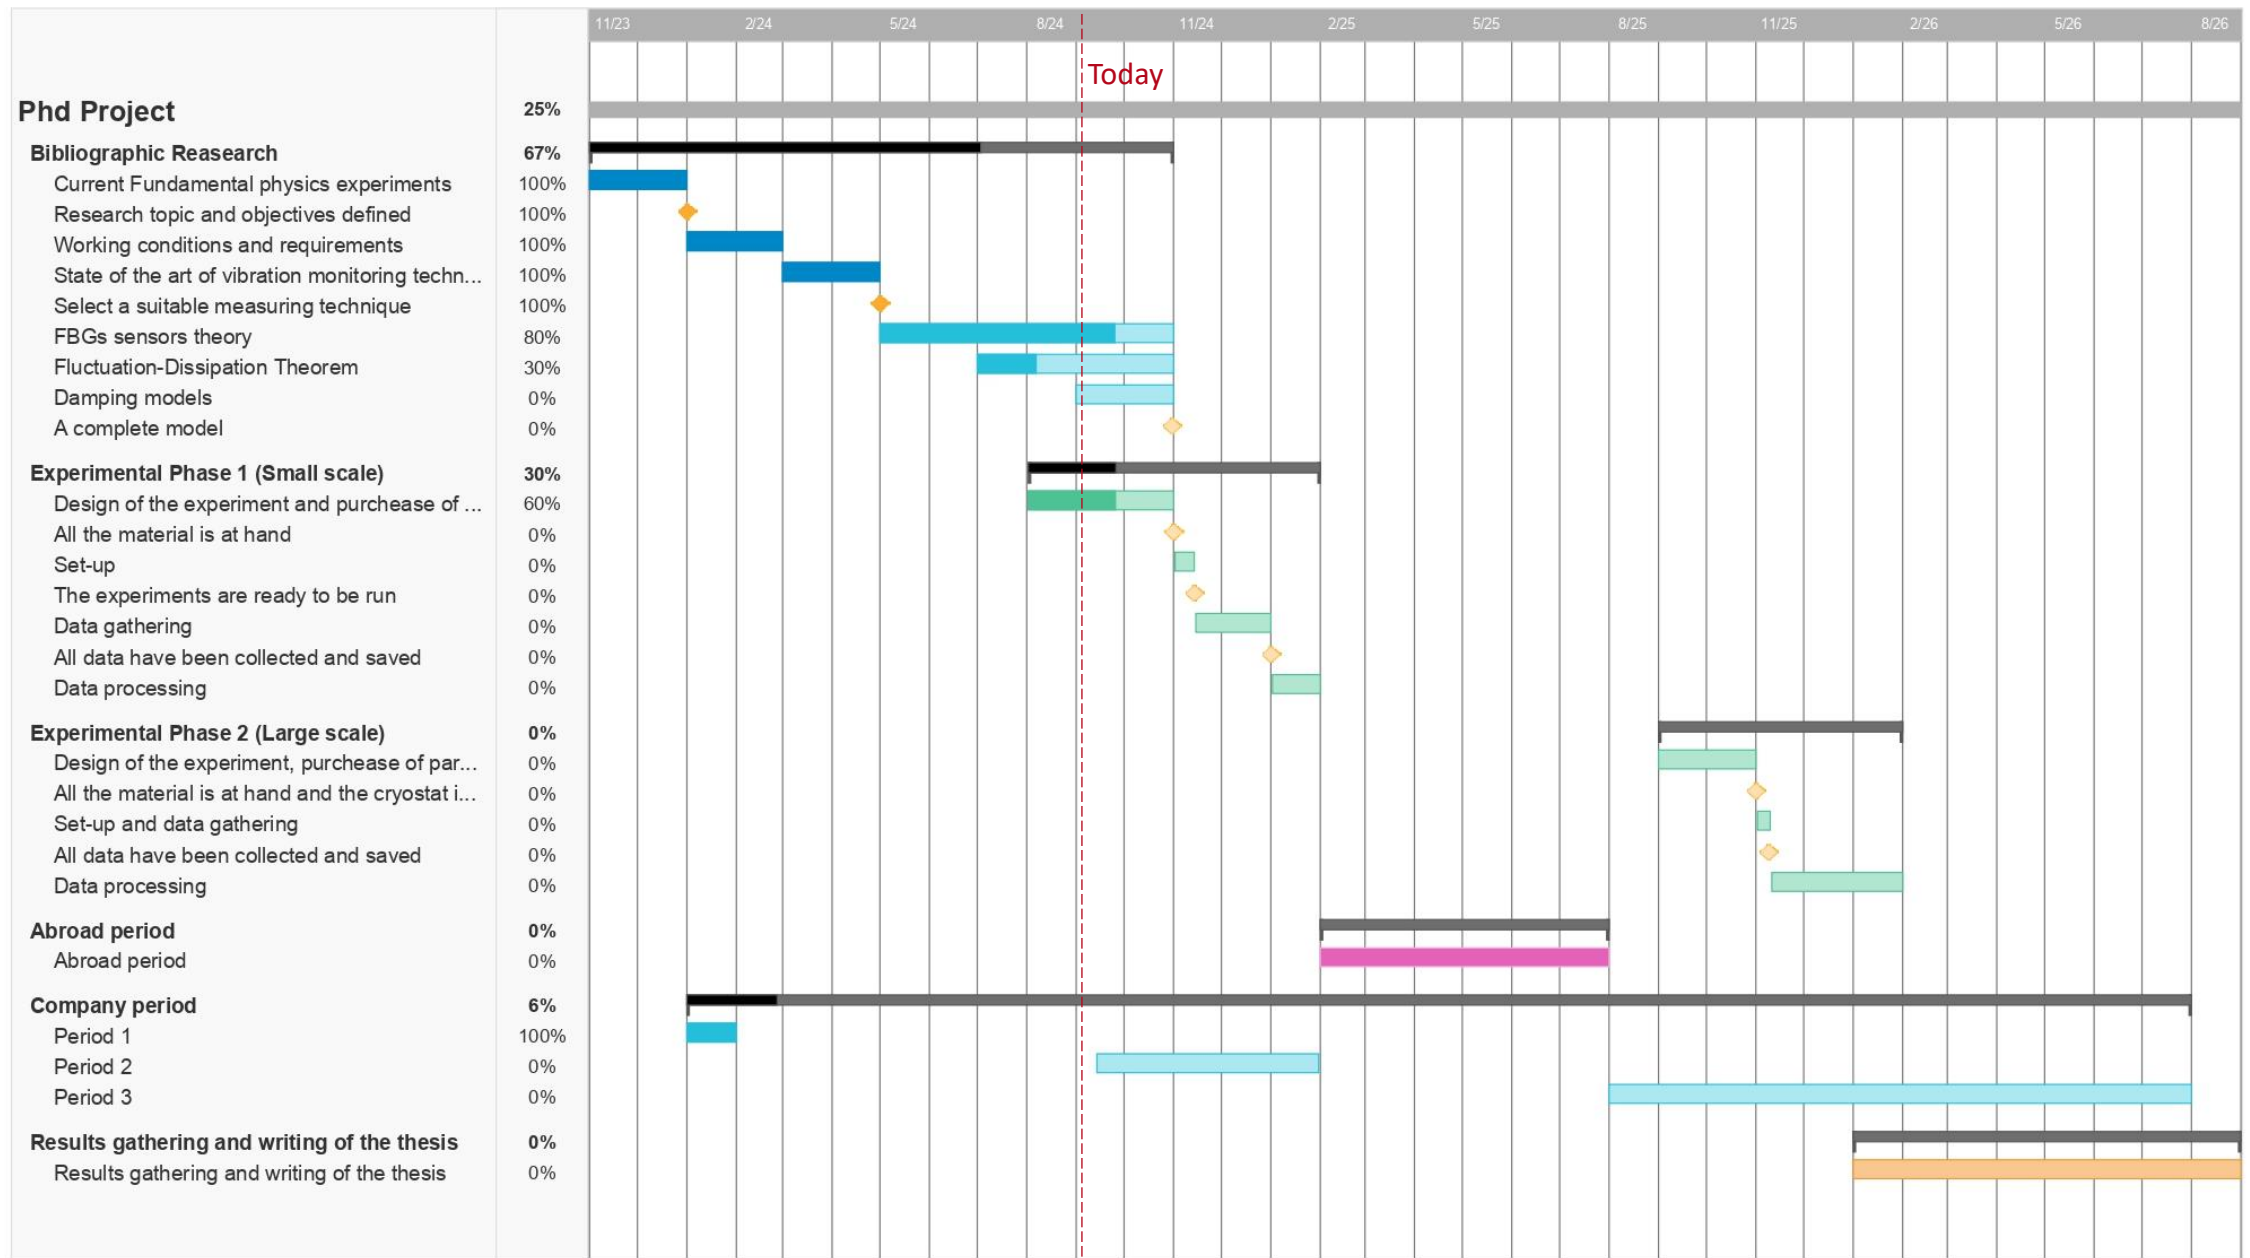 11/23 2/24 5/24 8/24 11/24 2/25 5/25 8/25 11/25 2/26 5/26 8/26
Today
Phd Project 25%
Bibliographic Reasearch 67%
Current Fundamental physics experiments 100%
Research topic and objectives defined 100%
Working conditions and requirements 100%
State of the art of vibration monitoring techn... 100%
Select a suitable measuring technique 100%
FBGs sensors theory 80%
Fluctuation-Dissipation Theorem 30%
Damping models 0%
A complete model 0%
Experimental Phase 1 (Small scale) 30%
Design of the experiment and purchease of ... 60%
All the material is at hand 0%
Set-up 0%
The experiments are ready to be run 0%
Data gathering 0%
All data have been collected and saved 0%
Data processing 0%
Experimental Phase 2 (Large scale) 0%
Design of the experiment, purchease of par... 0%
All the material is at hand and the cryostat i... 0%
Set-up and data gathering 0%
All data have been collected and saved 0%
Data processing 0%
Abroad period 0%
Abroad period 0%
Company period 6%
Period 1 100%
Period 2 0%
Period 3 0%
Results gathering and writing of the thesis 0%
Results gathering and writing of the thesis 0%